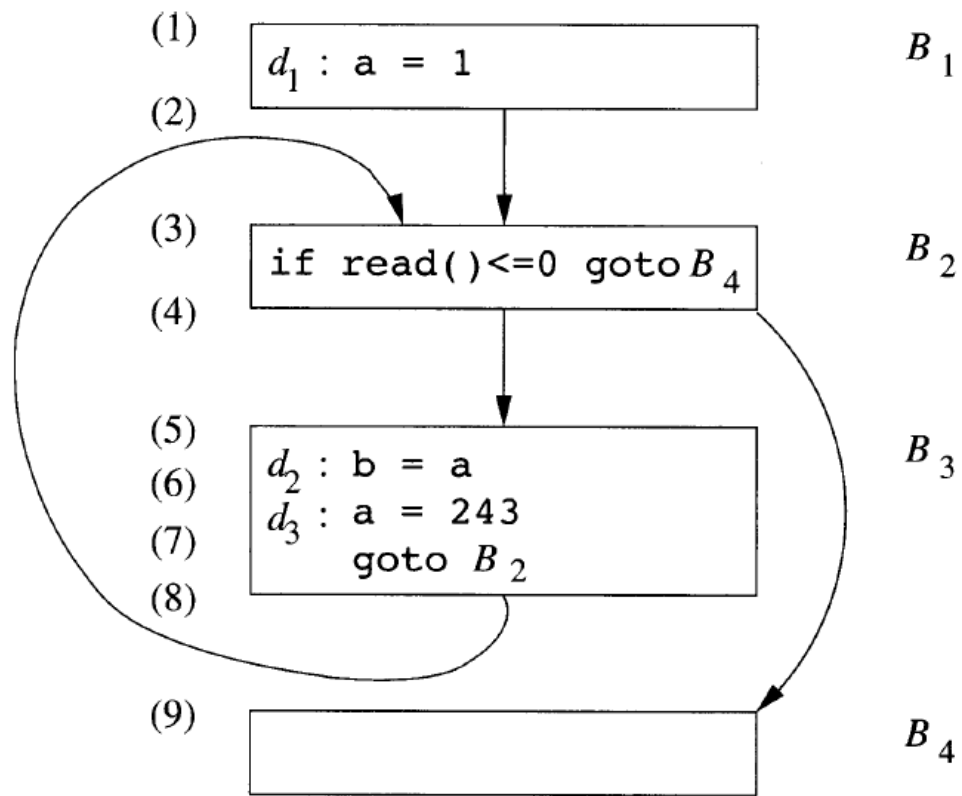 (1)
d1 : a = 1
B1
(2)
(3)
if read()<=0 goto B4
B2
(4)
(5)
d2 : b = a
B3
(6)
d3 : a = 243
(7)
goto B2
(8)
(9)
B4